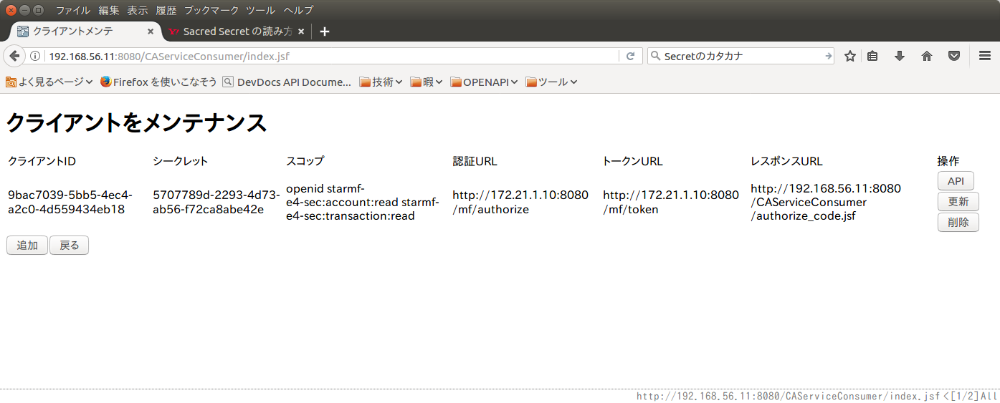 ファイル 編集 表示 履歴 ブックマーク ツール ヘルプ
クライアントメンテ × Sacred Secret の読み方 × +
192.168.56.11:8080/CAServiceConsumer/index.jsf Secretのカタカナ
よく見るページ Firefox を使いこなそう DevDocs API Docume... 技術 暇 OPENAPI ツール
クライアントをメンテナンス
クライアントID シークレット スコップ 認証URL トークンURL レスポンスURL 操作
9bac7039-5bb5-4ec4-
a2c0-4d559434eb18
5707789d-2293-4d73-
ab56-f72ca8abe42e
openid starmf-
e4-sec:account:read starmf-
e4-sec:transaction:read
http://172.21.1.10:8080
/mf/authorize
http://172.21.1.10:8080
/mf/token
http://192.168.56.11:8080
/CAServiceConsumer
/authorize_code.jsf
API
更新
削除
追加 戻る
http://192.168.56.11:8080/CAServiceConsumer/index.jsf <[1/2]All